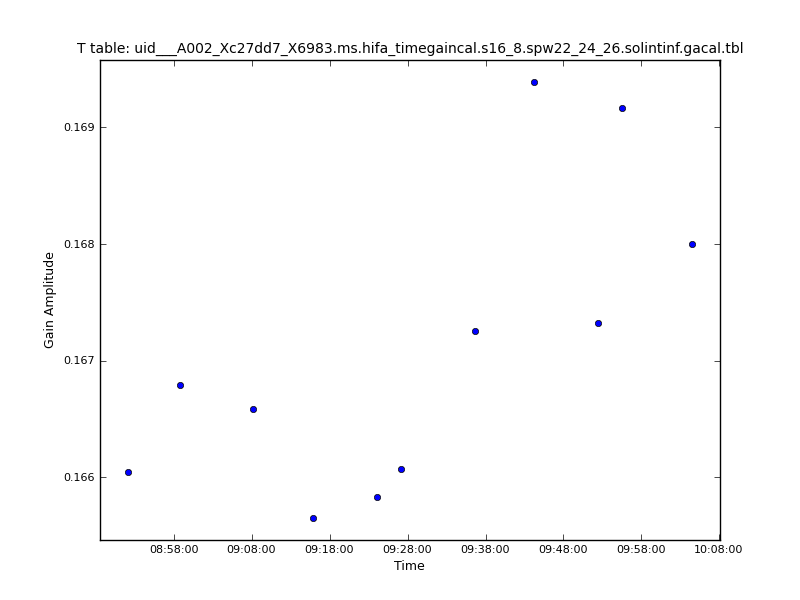 T table: uid___A002_Xc27dd7_X6983.ms.hifa_timegaincal.s16_8.spw22_24_26.solintinf.gacal.tbl
0.169
0.168
Gain Amplitude
0.167
0.166
08:58:00 09:08:00 09:18:00 09:28:00 09:38:00 09:48:00 09:58:00 10:08:00
Time